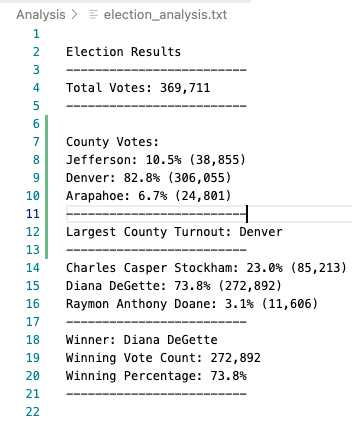 Analysis > election_analysis.txt
1
2 Election Results
3 -------------------------
4 Total Votes: 369,711
5 -------------------------
6
7 County Votes:
8 Jefferson: 10.5% (38,855)
9 Denver: 82.8% (306,055)
10 Arapahoe: 6.7% (24,801)
11 -------------------------
12 Largest County Turnout: Denver
13 -------------------------
14 Charles Casper Stockham: 23.0% (85,213)
15 Diana DeGette: 73.8% (272,892)
16 Raymon Anthony Doane: 3.1% (11,606)
17 -------------------------
18 Winner: Diana DeGette
19 Winning Vote Count: 272,892
20 Winning Percentage: 73.8%
21 -------------------------
22